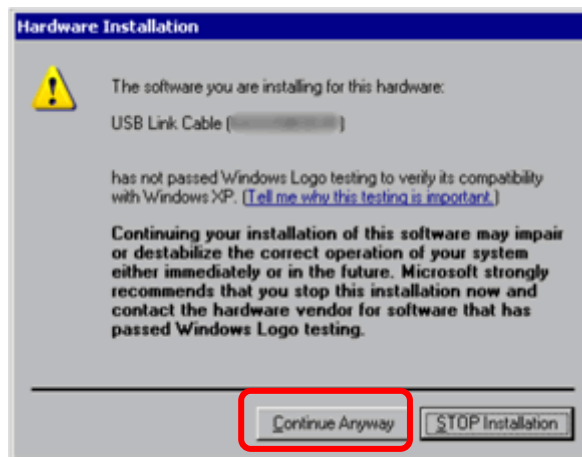 Hardware Installation
The software you are installing for this hardware:
USB Link Cable ( )
has not passed Windows Logo testing to verify its compatibility
with Windows XP. (Tell me why this testing is important.)
Continuing your installation of this software may impair
or destabilize the correct operation of your system
either immediately or in the future. Microsoft strongly
recommends that you stop this installation now and
contact the hardware vendor for software that has
passed Windows Logo testing.
Continue Anyway
STOP Installation